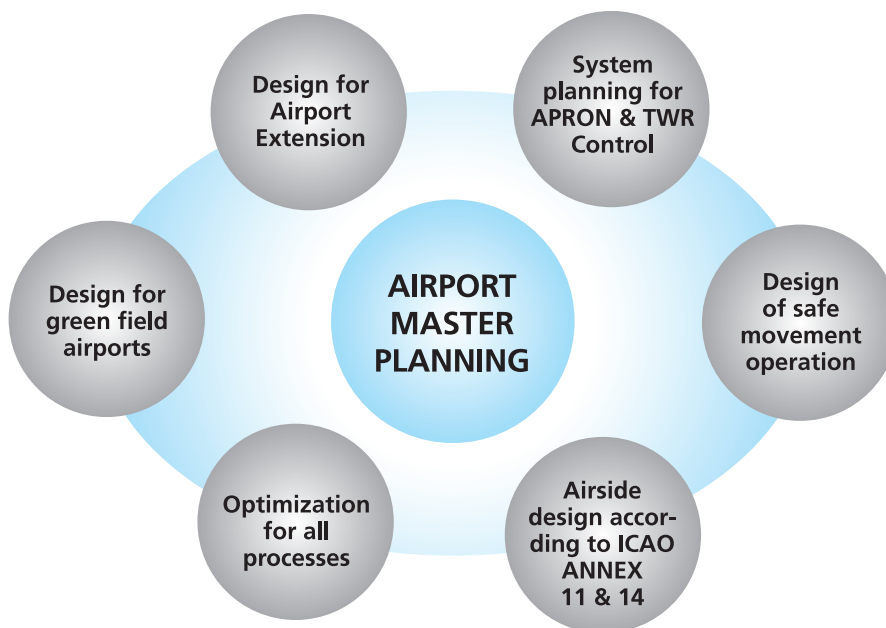 Design for
Airport
Extension
System
planning for
APRON & TWR
Control
Design for
green field
airports
AIRPORT
MASTER
PLANNING
Design
of safe
movement
operation
Optimization
for all
processes
Airside
design accor-
ding to ICAO
ANNEX
11 & 14